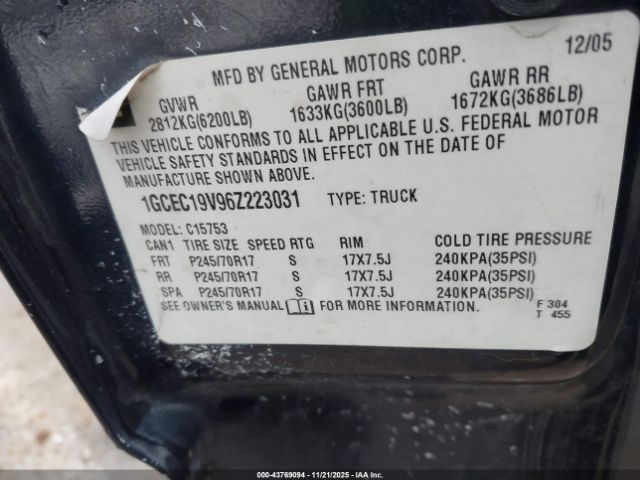 12/05
MFD BY GENERAL MOTORS CORP.
GVWR GAWR FRT GAWR RR
2812KG(6200LB) 1633KG(3600LB) 1672KG(3686LB)
THIS VEHICLE CONFORMS TO ALL APPLICABLE U.S. FEDERAL MOTOR
VEHICLE SAFETY STANDARDS IN EFFECT ON THE DATE OF
MANUFACTURE SHOWN ABOVE.
1GCEC19V96Z223031 TYPE: TRUCK
MODEL: C15753
CAN1 TIRE SIZE SPEED RTG RIM COLD TIRE PRESSURE
FRT P245/70R17 S 17X7.5J 240KPA(35PSI)
RR P245/70R17 S 17X7.5J 240KPA(35PSI)
SPA P245/70R17 S 17X7.5J 240KPA(35PSI)
SEE OWNER'S MANUAL FOR MORE INFORMATION. F 304
T 455
000-43769094 - 11/21/2025 - IAA Inc.